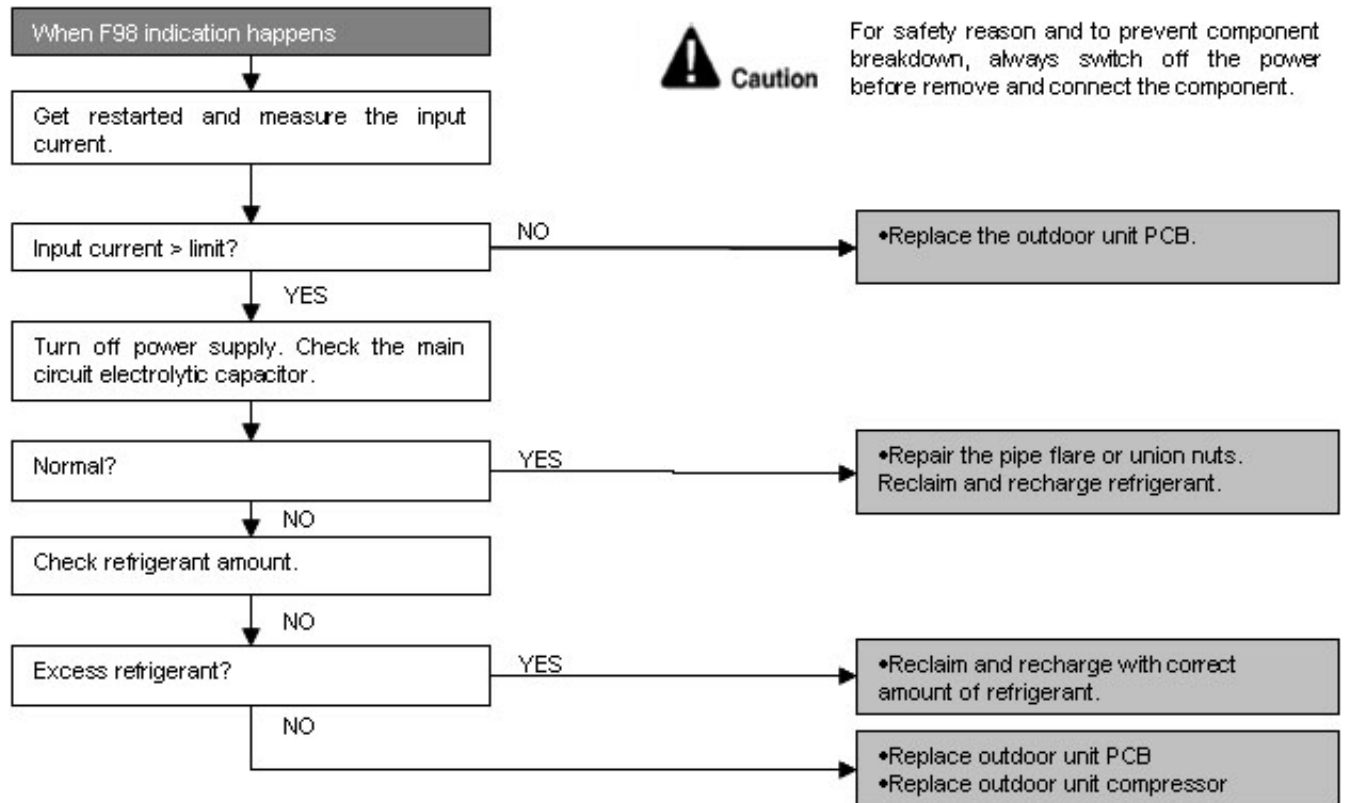 When F98 indication happens
For safety reason and to prevent component
breakdown, always switch off the power
before remove and connect the component.
Caution
Get restarted and measure the input
current.
Input current > limit?
NO
•Replace the outdoor unit PCB.
YES
Turn off power supply. Check the main
circuit electrolytic capacitor.
Normal?
YES
•Repair the pipe flare or union nuts.
Reclaim and recharge refrigerant.
NO
Check refrigerant amount.
NO
Excess refrigerant?
YES
•Reclaim and recharge with correct
amount of refrigerant.
NO
•Replace outdoor unit PCB
•Replace outdoor unit compressor